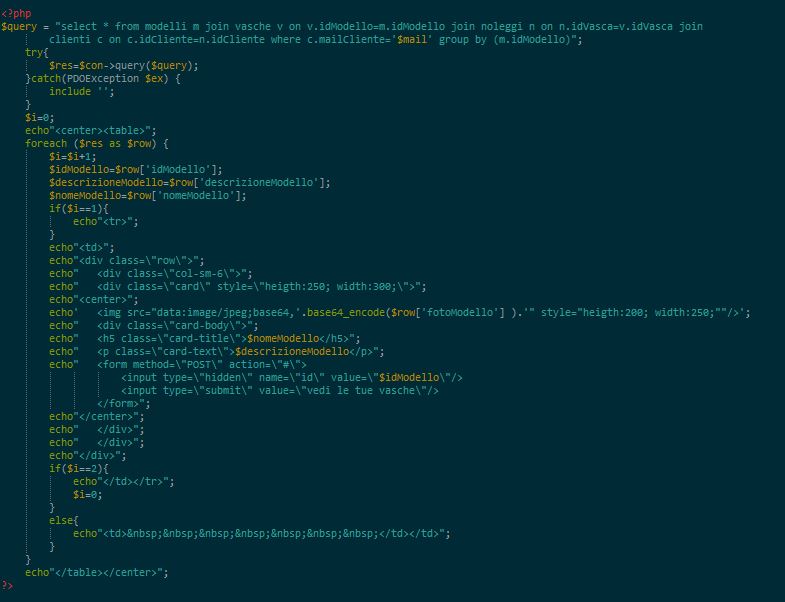 <?php
$query = "select * from modelli m join vasche v on v.idModello=m.idModello join noleggi n on n.idVasca=v.idVasca join
clienti c on c.idCliente=n.idCliente where c.mailCliente='$mail' group by (m.idModello)";
try{
$res=$con->query($query);
}catch(PDOException $ex) {
include '';
}
$i=0;
echo"<center><table>";
foreach ($res as $row) {
$i=$i+1;
$idModello=$row['idModello'];
$descrizioneModello=$row['descrizioneModello'];
$nomeModello=$row['nomeModello'];
if($i==1){
echo"<tr>";
}
echo"<td>";
echo"<div class=\"row\">";
echo"   <div class=\"col-sm-6\">";
echo"   <div class=\"card\" style=\"heigth:250; width:300;\">";
echo"<center>";
echo'   <img src="data:image/jpeg;base64,'.base64_encode($row['fotoModello'] ).'" style="heigth:200; width:250;""/>';
echo"   <div class=\"card-body\">";
echo"   <h5 class=\"card-title\">$nomeModello</h5>";
echo"   <p class=\"card-text\">$descrizioneModello</p>";
echo"   <form method=\"POST\" action=\"#\">
<input type=\"hidden\" name=\"id\" value=\"$idModello\"/>
<input type=\"submit\" value=\"vedi le tue vasche\"/>
</form>";
echo"</center>";
echo"   </div>";
echo"   </div>";
echo"</div>";
if($i==2){
echo"</td></tr>";
$i=0;
}
else{
echo"<td>&nbsp;&nbsp;&nbsp;&nbsp;&nbsp;&nbsp;&nbsp;</td></td>";
}
}
echo"</table></center>";
?>